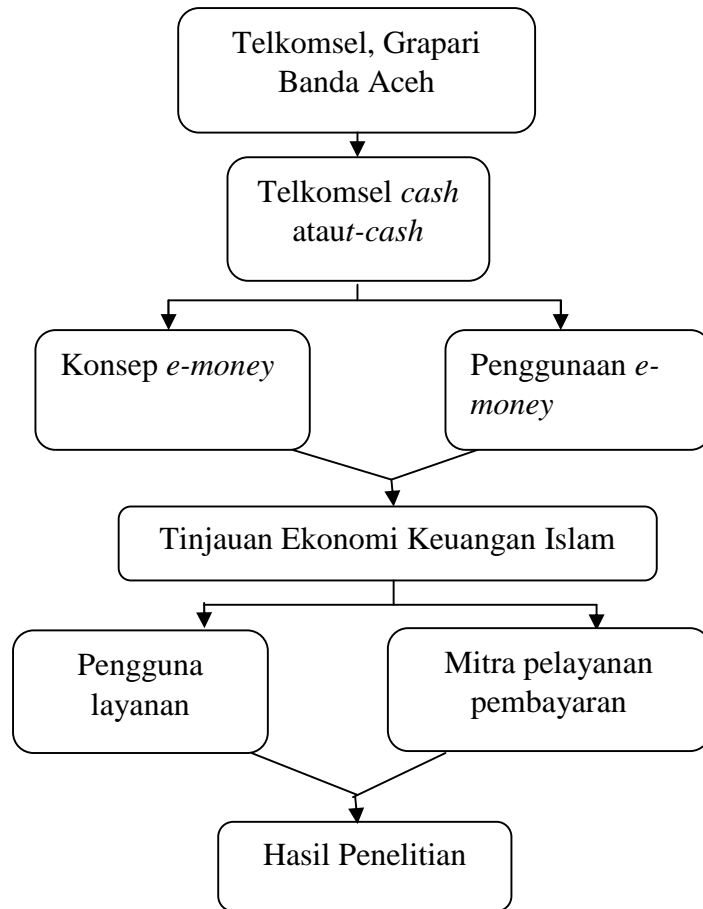 Telkomsel, Grapari
Banda Aceh
Telkomsel cash
ataut-cash
Konsep e-money
Penggunaan e-
money
Tinjauan Ekonomi Keuangan Islam
Pengguna
layanan
Mitra pelayanan
pembayaran
Hasil Penelitian